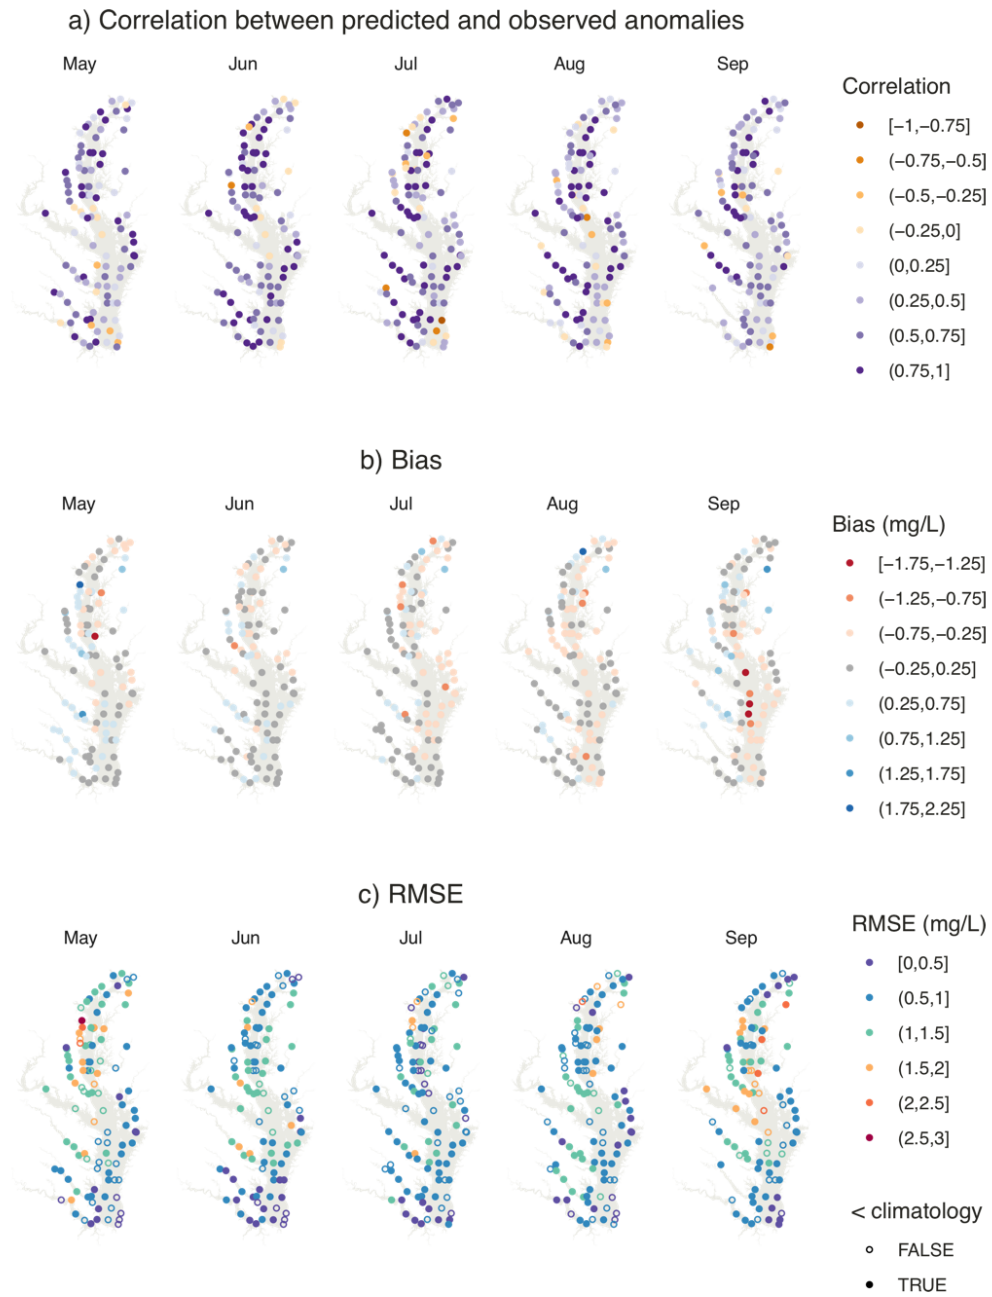 a) Correlation between predicted and observed anomalies
May Jun Jul Aug Sep
Correlation
[−1,−0.75]
(−0.75,−0.5]
(−0.5,−0.25]
(−0.25,0]
(0,0.25]
(0.25,0.5]
(0.5,0.75]
(0.75,1]
b) Bias
May Jun Jul Aug Sep
Bias (mg/L)
[−1.75,−1.25]
(−1.25,−0.75]
(−0.75,−0.25]
(−0.25,0.25]
(0.25,0.75]
(0.75,1.25]
(1.25,1.75]
(1.75,2.25]
c) RMSE
May Jun Jul Aug Sep
RMSE (mg/L)
[0,0.5]
(0.5,1]
(1,1.5]
(1.5,2]
(2,2.5]
(2.5,3]
< climatology
FALSE
TRUE